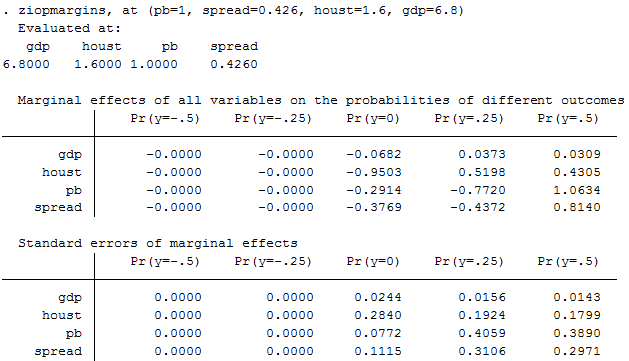 . ziopmargins, at (pb=1, spread=0.426, houst=1.6, gdp=6.8)
Evaluated at:
gdp houst pb spread
6.8000 1.6000 1.0000 0.4260
Marginal effects of all variables on the probabilities of different outcomes
Pr(y=-.5) Pr(y=-.25) Pr(y=0) Pr(y=.25) Pr(y=.5)
gdp -0.0000 -0.0000 -0.0682 0.0373 0.0309
houst -0.0000 -0.0000 -0.9503 0.5198 0.4305
pb -0.0000 -0.0000 -0.2914 -0.7720 1.0634
spread -0.0000 -0.0000 -0.3769 -0.4372 0.8140
Standard errors of marginal effects
Pr(y=-.5) Pr(y=-.25) Pr(y=0) Pr(y=.25) Pr(y=.5)
gdp 0.0000 0.0000 0.0244 0.0156 0.0143
houst 0.0000 0.0000 0.2840 0.1924 0.1799
pb 0.0000 0.0000 0.0772 0.4059 0.3890
spread 0.0000 0.0000 0.1115 0.3106 0.2971